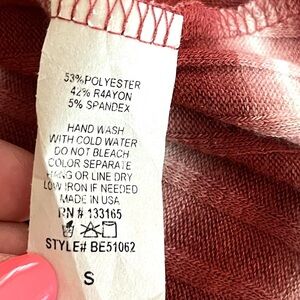 53%POLYESTER
42% R4AYON
5% SPANDEX
HAND WASH
WITH COLD WATER
DO NOT BLEACH
COLOR SEPARATE
HANG OR LINE DRY
LOW IRON IF NEEDED
MADE IN USA
RN # 133165
STYLE# BE51062
S